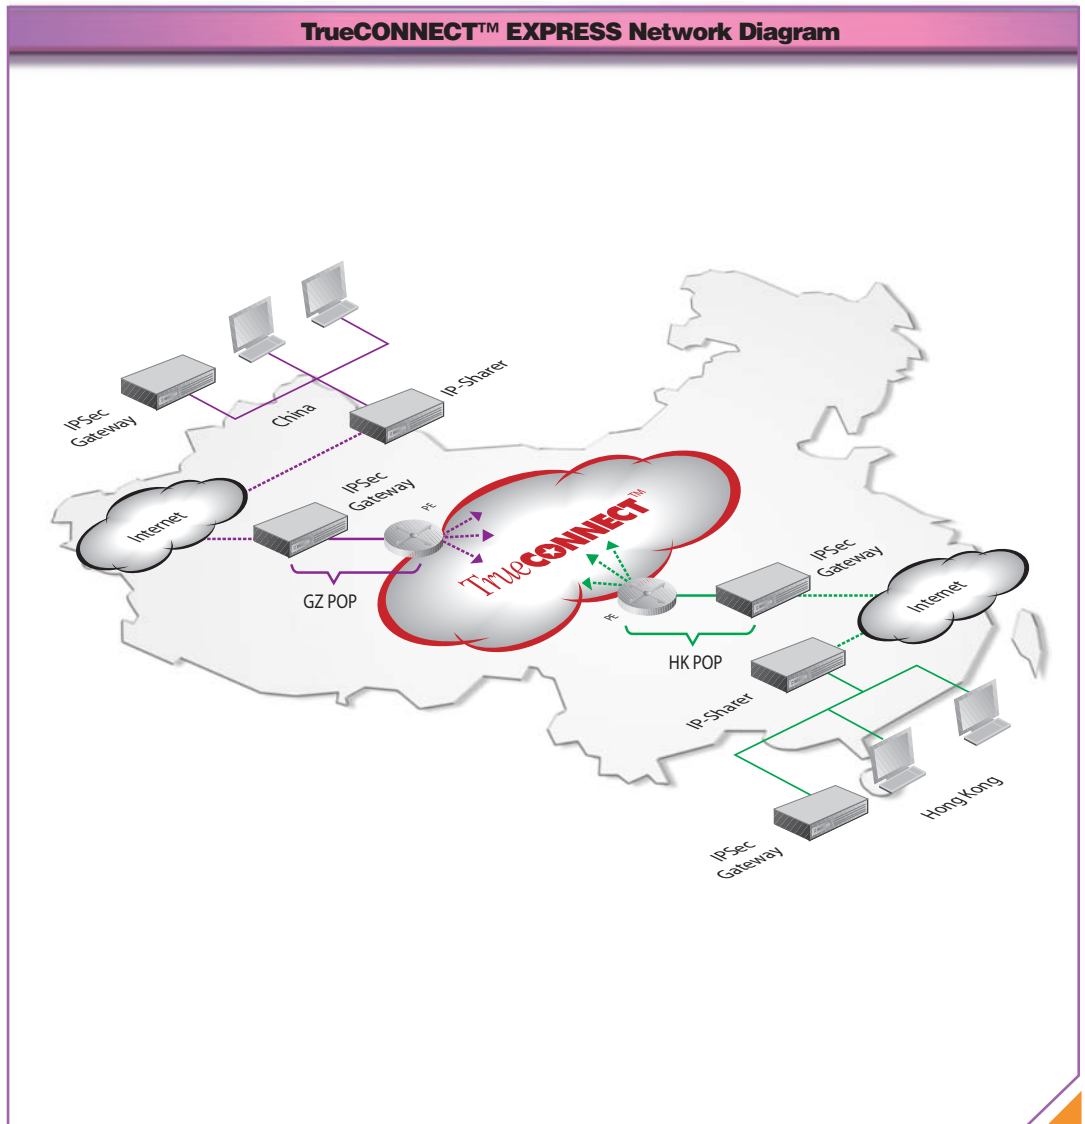 TrueCONNECT™ EXPRESS Network Diagram
IP-Sharer
IPSec
Gateway
China
IPSec
Gateway
Internet
PE
TrueCONNECT™
GZ POP
IPSec
Gateway
Internet
PE
HK POP
IP-Sharer
Hong Kong
IPSec
Gateway